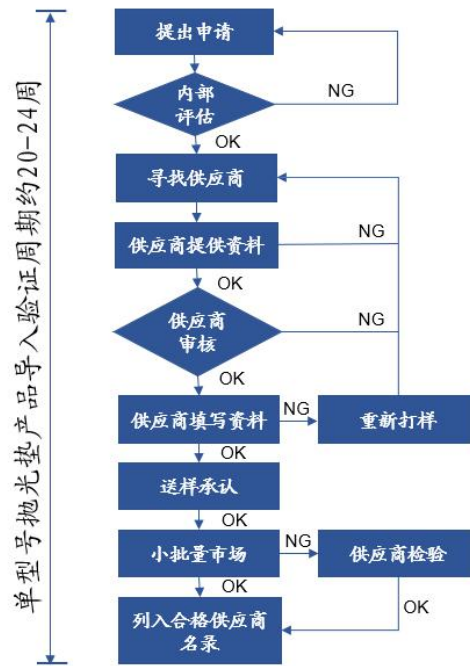 单型号抛光垫产品导入验证周期约20-24周
提出申请
NG
内部
评估
OK
寻找供应商
NG
供应商提供资料
OK
NG
供应商
审核
OK
供应商填写资料
NG
重新打样
OK
送样承认
OK
小批量市场
NG
供应商检验
OK
OK
列入合格供应商
名录